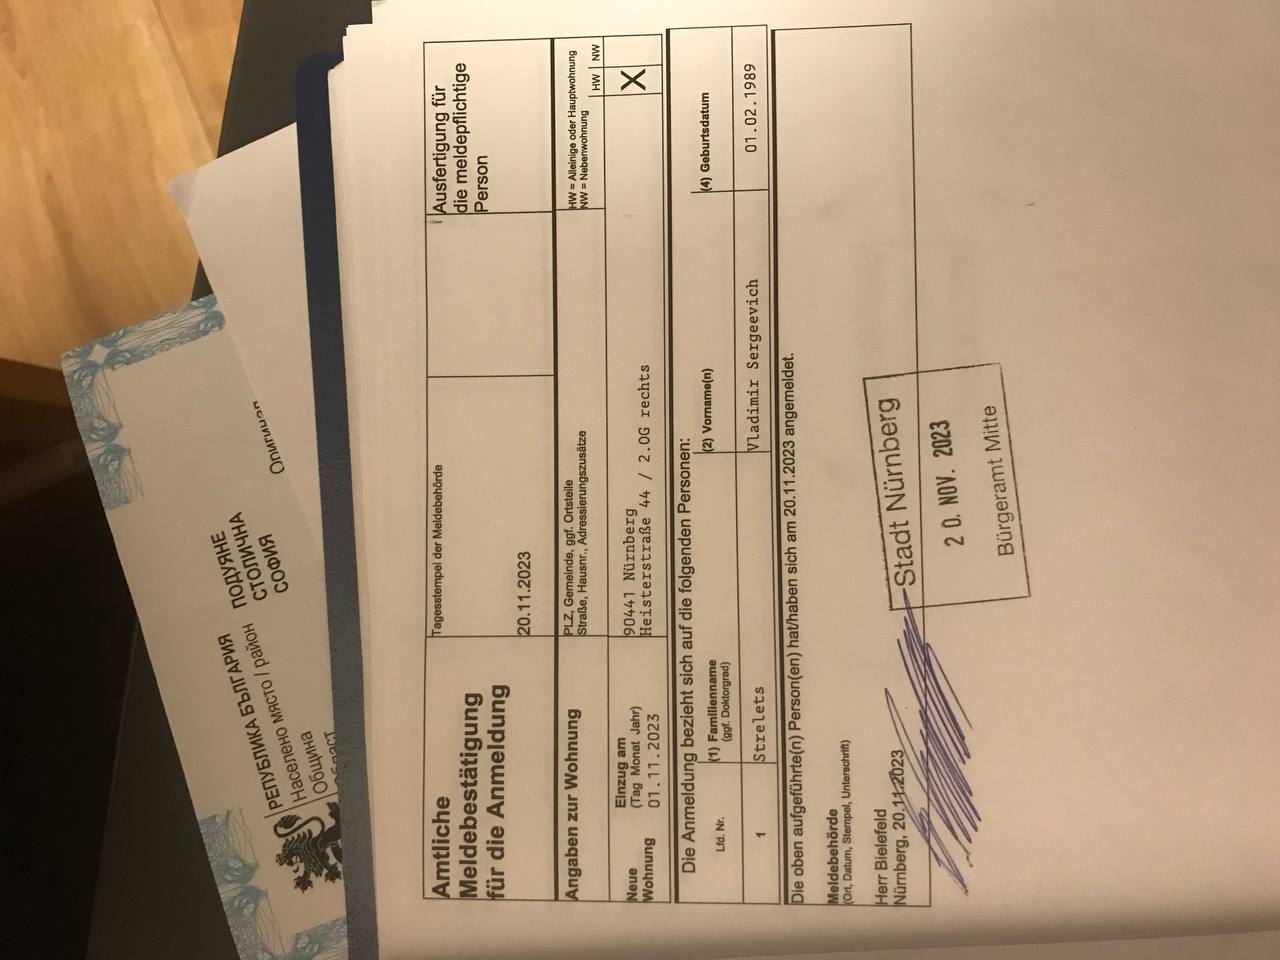 Amtliche
Meldebestätigung
für die Anmeldung
Tagesstempel der Meldebehörde
20.11.2023
Ausfertigung für
die meldepflichtige
Person
Angaben zur Wohnung
PLZ, Gemeinde, ggf. Ortsteile
Straße, Hausnr., Adressierungszusätze
HW = Alleinige oder Hauptwohnung
NW = Nebenwohnung
HW NW
Neue
Wohnung
Einzug am
(Tag Monat Jahr)
01.11.2023
90441 Nürnberg
Heisterstraße 44 / 2.OG rechts
X
Die Anmeldung bezieht sich auf die folgenden Personen:
Lfd. Nr.
(1) Familienname
(ggf. Doktorgrad)
(2) Vorname(n)
(4) Geburtsdatum
1 Strelets Vladimir Sergeevich 01.02.1989
Die oben aufgeführte(n) Person(en) hat/haben sich am 20.11.2023 angemeldet.
Meldebehörde
(Ort, Datum, Stempel, Unterschrift)
Herr Bielefeld
Nürnberg, 20.11.2023
Stadt Nürnberg
20. NOV. 2023
Bürgeramt Mitte
РЕПУБЛИКА БЪЛГАРИЯ
Населено място / район ПОДУЯНЕ
Община СТОЛИЧНА
Област СОФИЯ